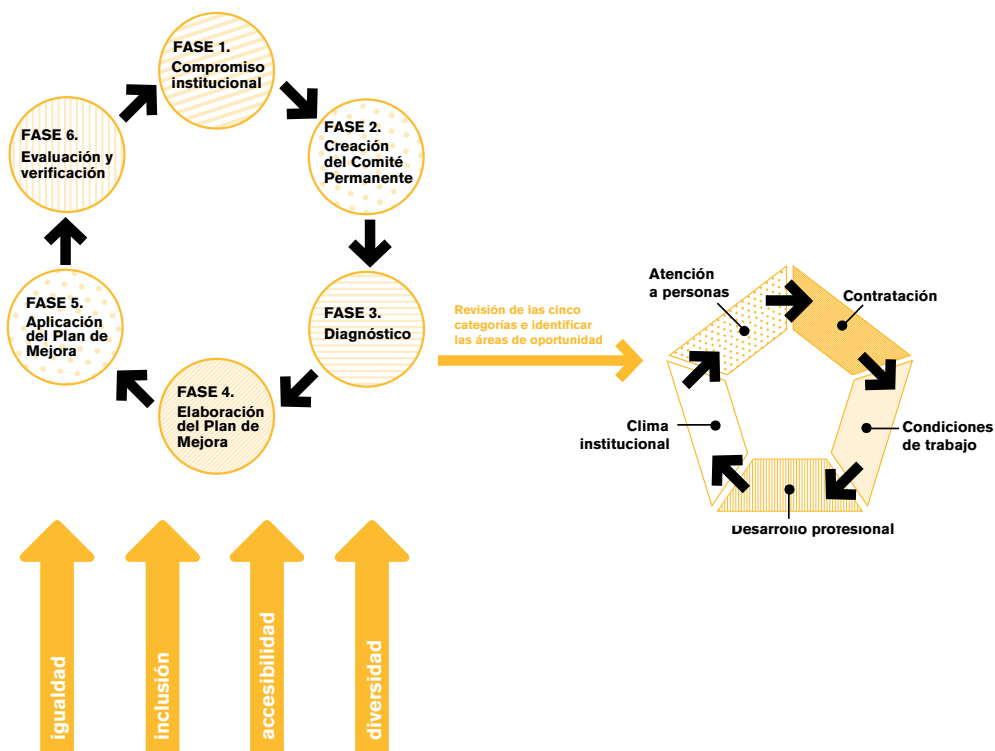 FASE 1.
Compromiso
institucional
FASE 2.
Creación
del Comité
Permanente
FASE 3.
Diagnóstico
FASE 4.
Elaboración
del Plan de
Mejora
FASE 5.
Aplicación
del Plan de
Mejora
FASE 6.
Evaluación y
verificación
Revisión de las cinco
categorías e identificar
las áreas de oportunidad
Atención
a personas
Contratación
Condiciones
de trabajo
Desarrollo profesional
Clima
institucional
igualdad
inclusión
accesibilidad
diversidad